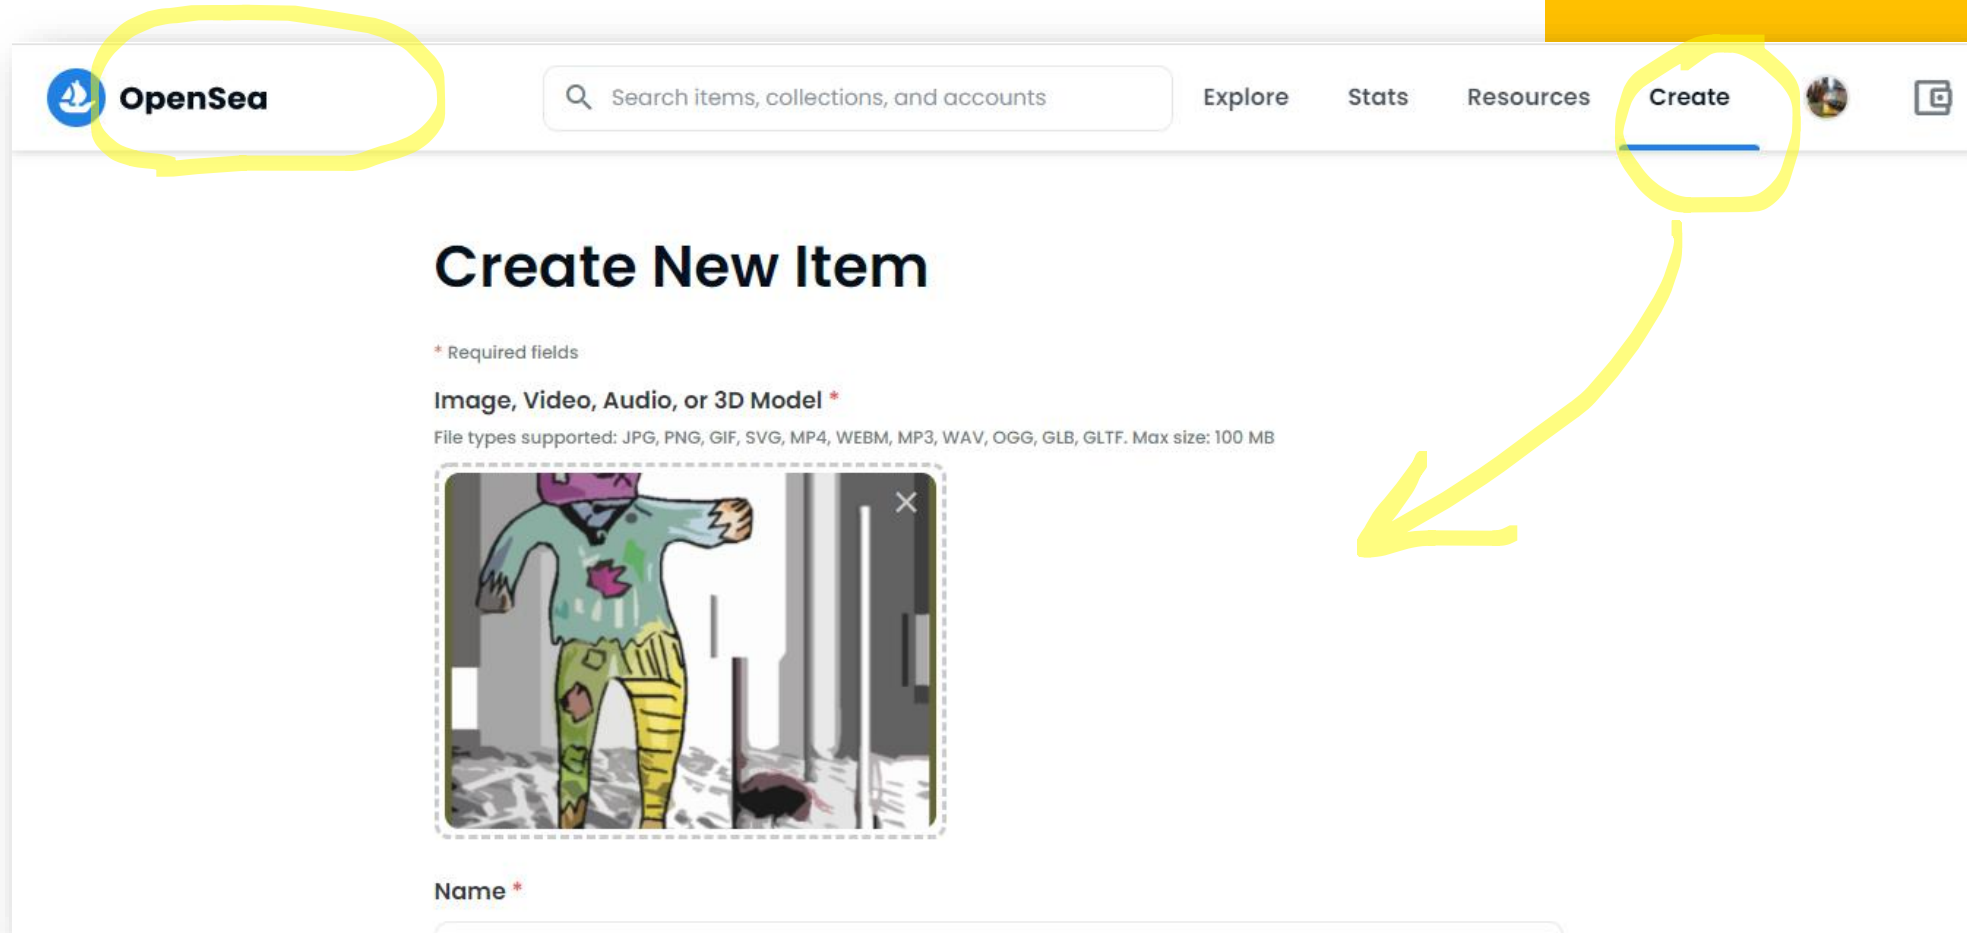 OpenSea
Search items, collections, and accounts
Explore
Stats
Resources
Create
Create New Item
* Required fields
Image, Video, Audio, or 3D Model *
File types supported: JPG, PNG, GIF, SVG, MP4, WEBM, MP3, WAV, OGG, GLB, GLTF. Max size: 100 MB
Name *